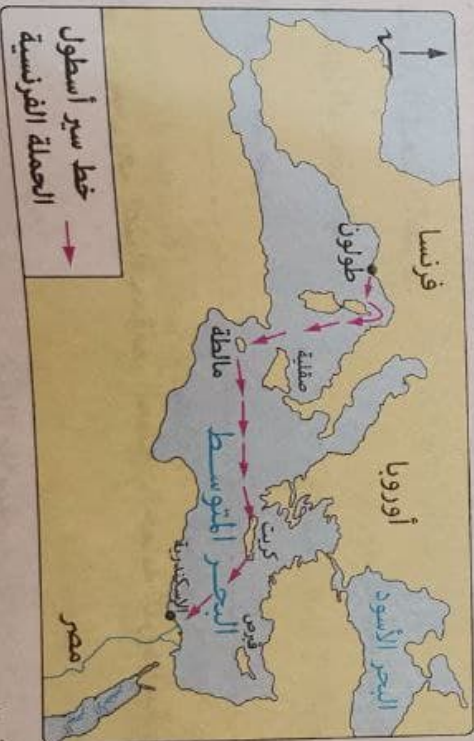 فرنسا
أوروبا
البحر الأسود
طولون
صقلية
مالطة
كريت
قبرص
البحر المتوسط
الإسكندرية
مصر
خط سير أسطول
الحملة الفرنسية